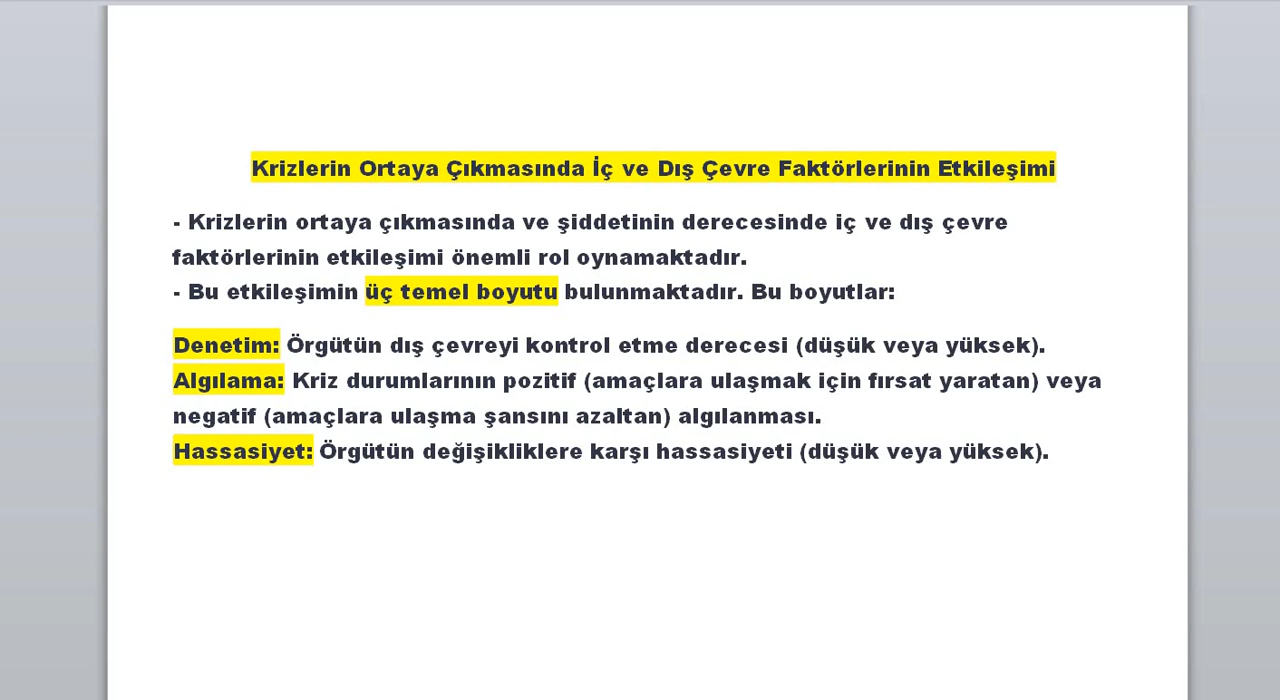 Krizlerin Ortaya Çıkmasında İç ve Dış Çevre Faktörlerinin Etkileşimi
- Krizlerin ortaya çıkmasında ve şiddetinin derecesinde iç ve dış çevre
faktörlerinin etkileşimi önemli rol oynamaktadır.
- Bu etkileşimin üç temel boyutu bulunmaktadır. Bu boyutlar:
Denetim: Örgütün dış çevreyi kontrol etme derecesi (düşük veya yüksek).
Algılama: Kriz durumlarının pozitif (amaçlara ulaşmak için fırsat yaratan) veya
negatif (amaçlara ulaşma şansını azaltan) algılanması.
Hassasiyet: Örgütün değişikliklere karşı hassasiyeti (düşük veya yüksek).